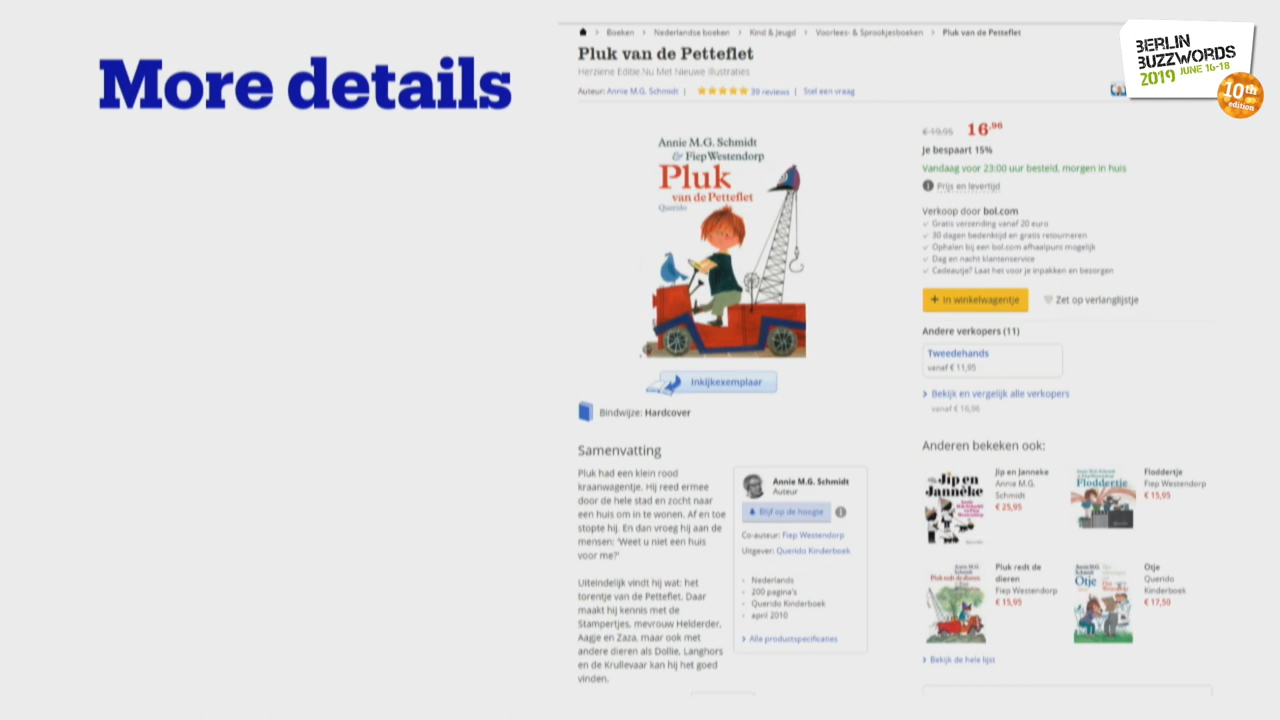 More details
Boeken > Nederlandse boeken > Kind & Jeugd > Voorlees- & Sprookjesboeken > Pluk van de Petteflet
Pluk van de Petteflet
Herziene Editie.Nu Met Nieuwe Illustraties
Auteur: Annie M.G. Schmidt | 39 reviews | Stel een vraag
BERLIN
BUZZWORDS
2019 JUNE 16-18
10th
edition
Annie M.G. Schmidt
& Fiep Westendorp
Pluk
van de Petteflet
Querido
Inkijkexemplaar
Bindwijze: Hardcover
Samenvatting
Pluk had een klein rood
kraanwagentje. Hij reed ermee
door de hele stad en zocht naar
een huis om in te wonen. Af en toe
stopte hij. En dan vroeg hij aan de
mensen: 'Weet u niet een huis
voor me?'
Uiteindelijk vindt hij wat: het
torentje van de Petteflet. Daar
maakt hij kennis met de
Stampertjes, mevrouw Helderder,
Aagje en Zaza, maar ook met
andere dieren als Dollie, Langhors
en de Krullevaar kan hij het goed
vinden.
Annie M.G. Schmidt
Auteur
Blijf op de hoogte
Co-auteur: Fiep Westendorp
Uitgever: Querido Kinderboek
Nederlands
200 pagina's
Querido Kinderboek
april 2010
> Alle productspecificaties
€ 19,95 16,96
Je bespaart 15%
Vandaag voor 23:00 uur besteld, morgen in huis
Prijs en levertijd
Verkoop door bol.com
Gratis verzending vanaf 20 euro
30 dagen bedenktijd en gratis retourneren
Ophalen bij een bol.com afhaalpunt mogelijk
Dag en nacht klantenservice
Cadeautje? Laat het voor je inpakken en bezorgen
+ In winkelwagentje
Zet op verlanglijstje
Andere verkopers (11)
Tweedehands
vanaf € 11,95
> Bekijk en vergelijk alle verkopers
vanaf € 16,96
Anderen bekeken ook:
Jip en
Janneke
Jip en Janneke
Annie M.G.
Schmidt
€ 25,95
Floddertje
Floddertje
Fiep Westendorp
€ 15,95
Pluk redt de dieren
Pluk redt de
dieren
Fiep Westendorp
€ 15,95
Otje
Otje
Querido
Kinderboek
€ 17,50
> Bekijk de hele lijst